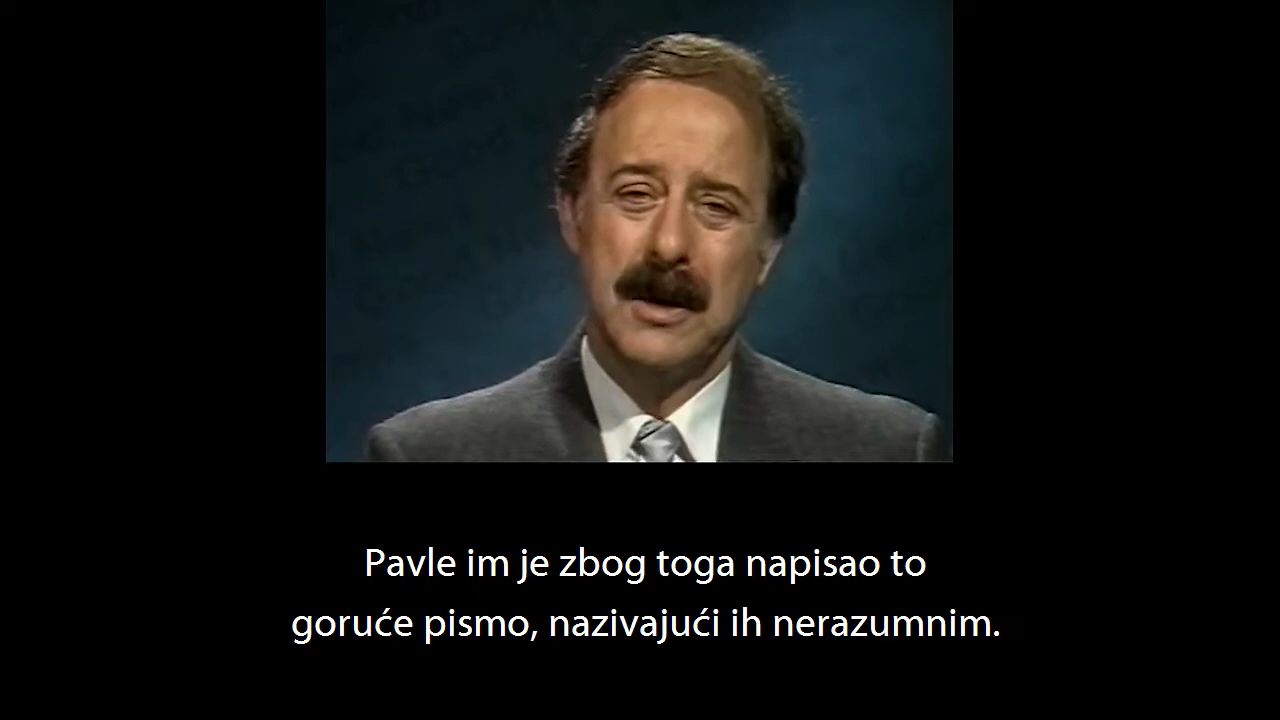 Pavle im je zbog toga napisao to
goruće pismo, nazivajući ih nerazumnim.